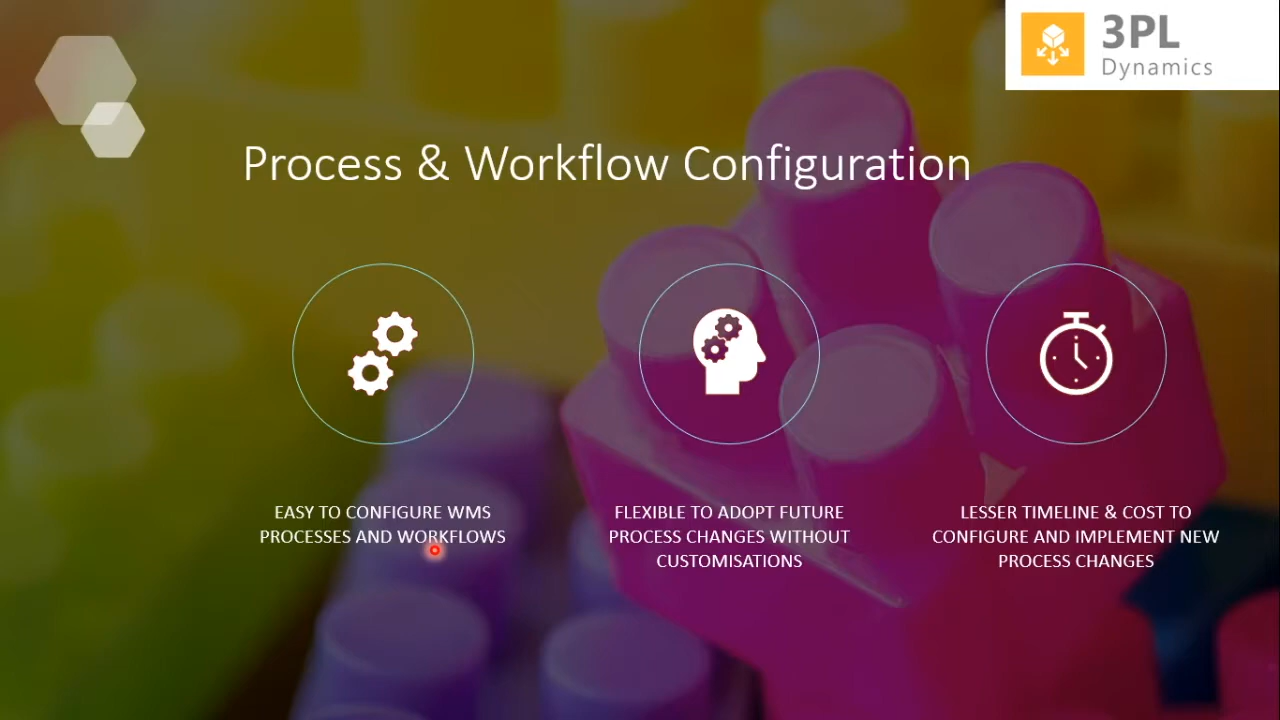 3PL
Dynamics
Process & Workflow Configuration
EASY TO CONFIGURE WMS
PROCESSES AND WORKFLOWS
FLEXIBLE TO ADOPT FUTURE
PROCESS CHANGES WITHOUT
CUSTOMISATIONS
LESSER TIMELINE & COST TO
CONFIGURE AND IMPLEMENT NEW
PROCESS CHANGES